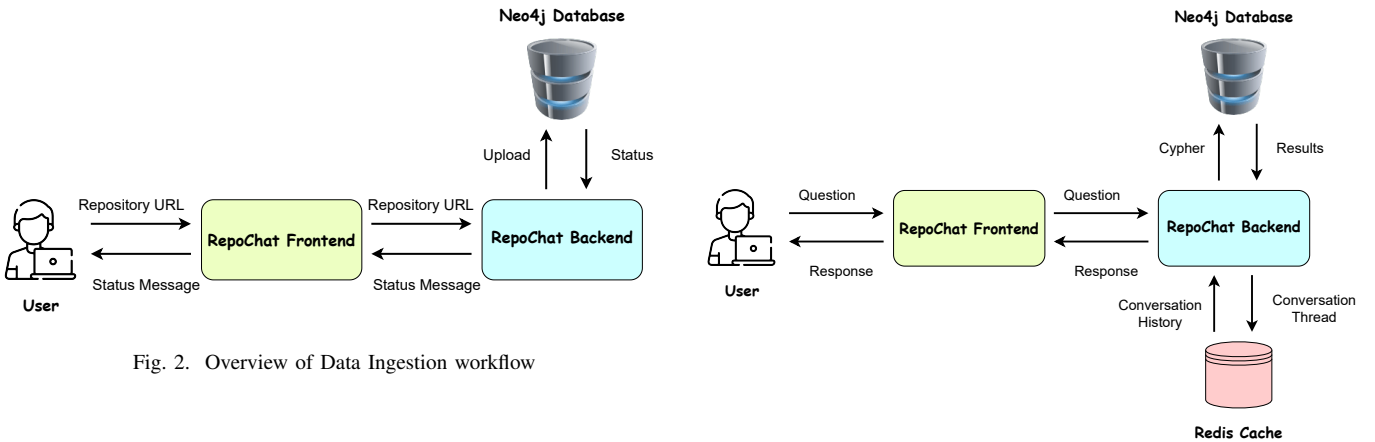 Neo4j Database
Upload
Status
Repository URL
Repository URL
RepoChat Frontend
RepoChat Backend
Status Message
Status Message
User
Fig. 2. Overview of Data Ingestion workflow
Neo4j Database
Cypher
Results
Question
Question
RepoChat Frontend
RepoChat Backend
Response
Response
User
Conversation
History
Conversation
Thread
Redis Cache